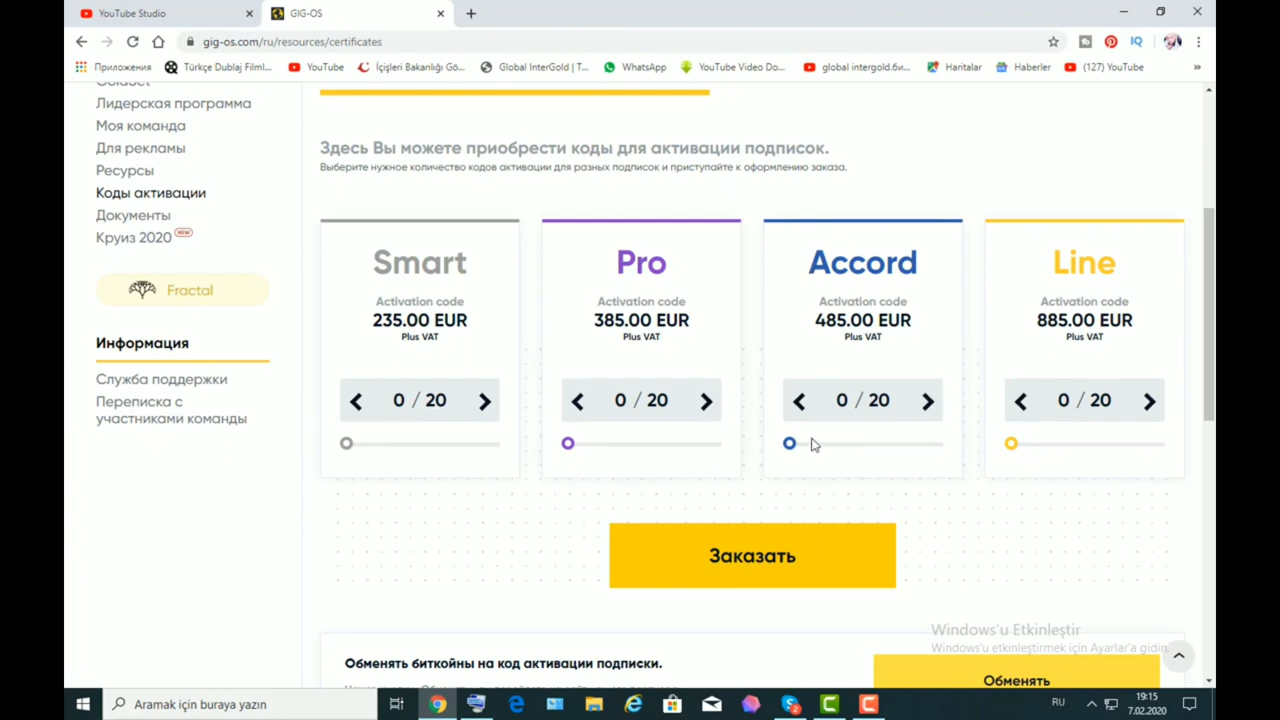 YouTube Studio
GIG-OS
gig-os.com/ru/resources/certificates
Приложения
Türkçe Dublaj Filml...
YouTube
İçişleri Bakanlığı Gö...
Global InterGold | T...
WhatsApp
YouTube Video Do...
global intergold.би...
Haritalar
Haberler
(127) YouTube
»
Лидерская программа
Моя команда
Для рекламы
Ресурсы
Коды активации
Документы
Круиз 2020 NEW
Fractal
Информация
Служба поддержки
Переписка с
участниками команды
Здесь Вы можете приобрести коды для активации подписок.
Выберите нужное количество кодов активации для разных подписок и приступайте к оформлению заказа.
Smart
Activation code
235.00 EUR
Plus VAT
0 / 20
Pro
Activation code
385.00 EUR
Plus VAT
0 / 20
Accord
Activation code
485.00 EUR
Plus VAT
0 / 20
Line
Activation code
885.00 EUR
Plus VAT
0 / 20
Заказать
Обменять биткойны на код активации подписки.
Обменять
Windows'u Etkinleştir
Windows'u etkinleştirmek için Ayarlar'a gidin.
Aramak için buraya yazın
RU
19:15
7.02.2020